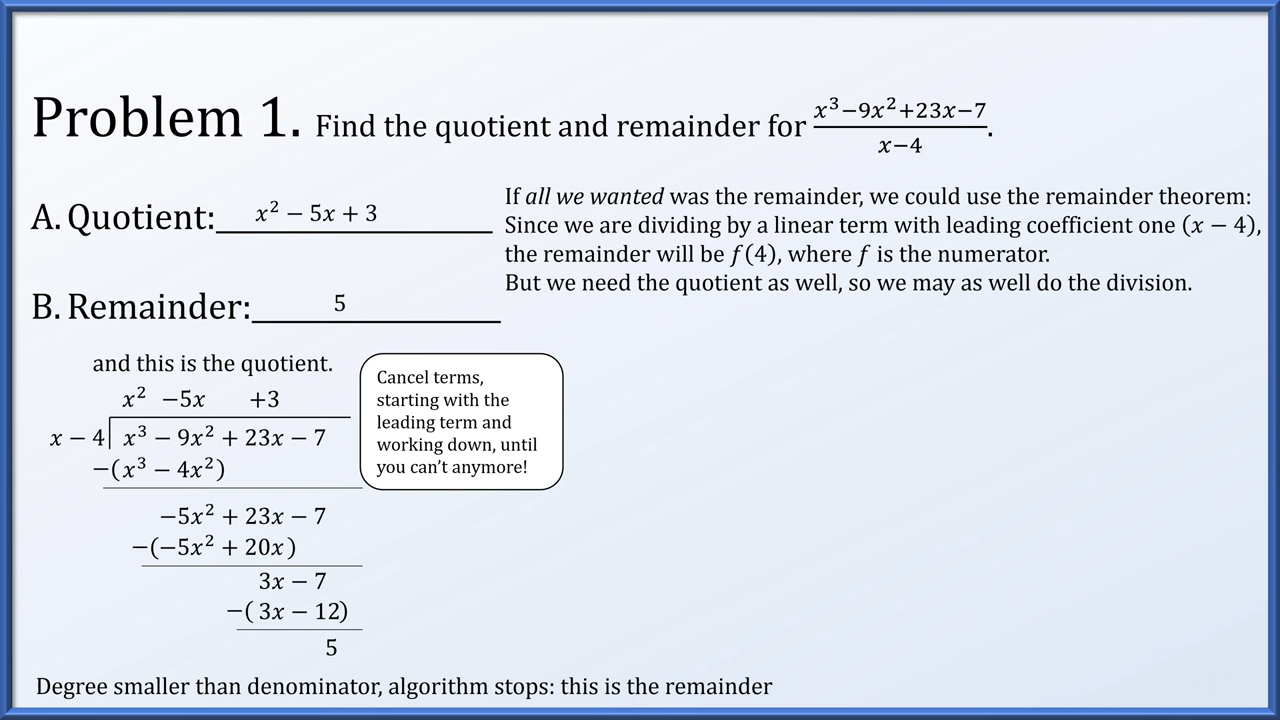 Problem 1. Find the quotient and remainder for x³−9x²+23x−7 / x−4.
A. Quotient: x² − 5x + 3
If all we wanted was the remainder, we could use the remainder theorem:
Since we are dividing by a linear term with leading coefficient one (x − 4),
the remainder will be f(4), where f is the numerator.
But we need the quotient as well, so we may as well do the division.
B. Remainder: 5
and this is the quotient.
x² −5x +3
x − 4 x³ − 9x² + 23x − 7
−(x³ − 4x²)
−5x² + 23x − 7
−(−5x² + 20x)
3x − 7
−( 3x − 12)
5
Cancel terms,
starting with the
leading term and
working down, until
you can’t anymore!
Degree smaller than denominator, algorithm stops: this is the remainder